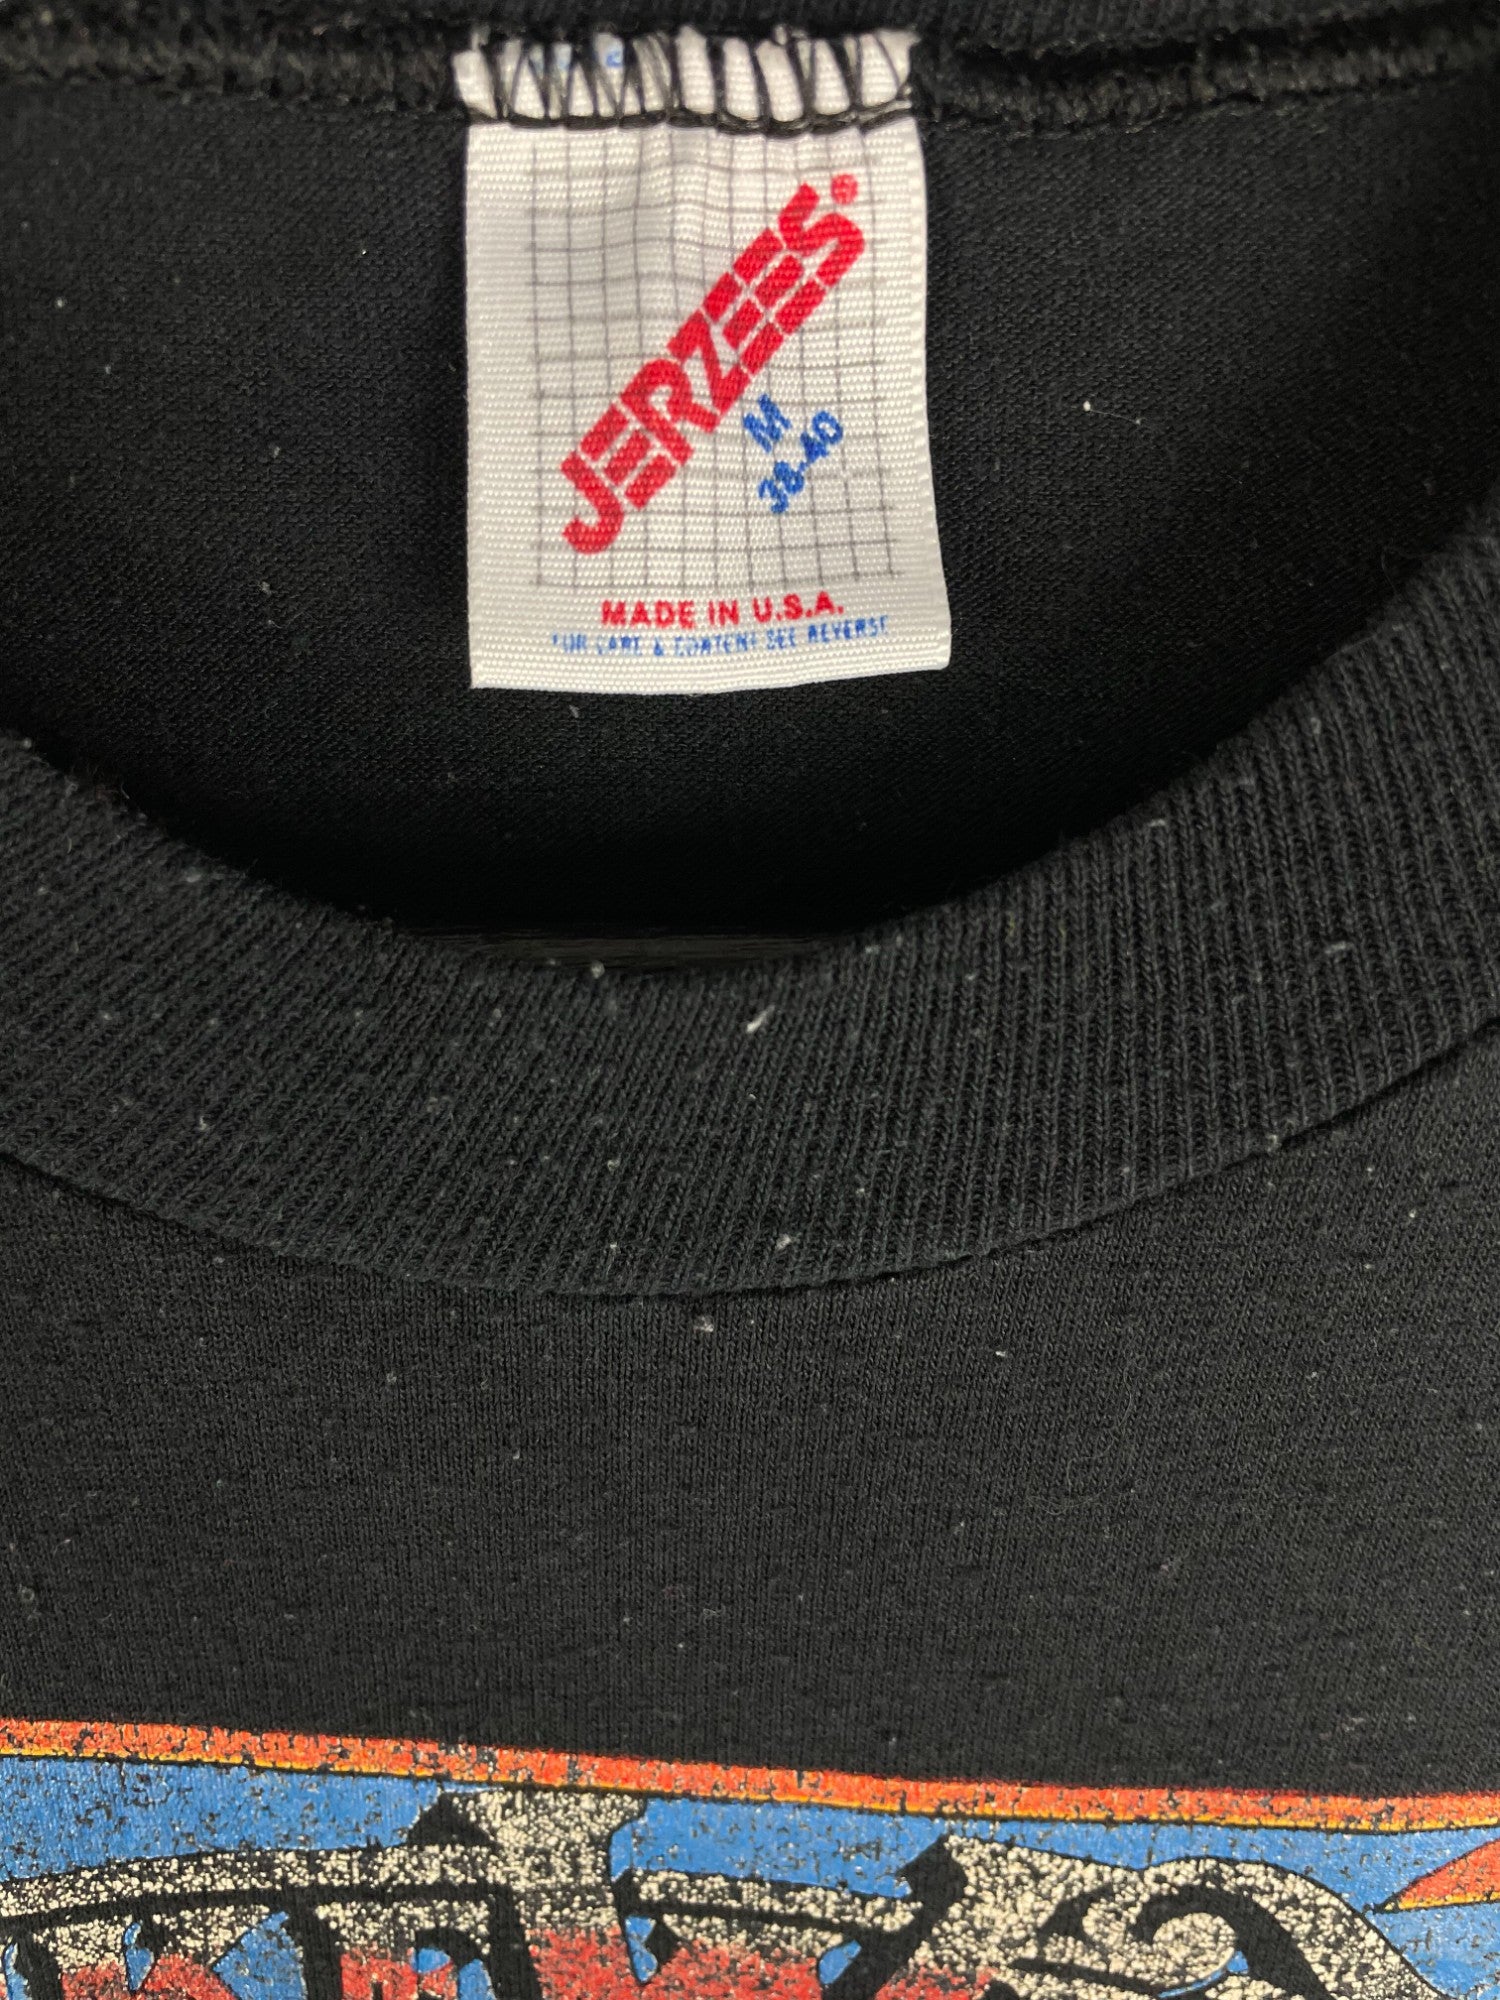 JERZEES®
M
38-40
MADE IN U.S.A.
FOR CARE & CONTENT SEE REVERSE